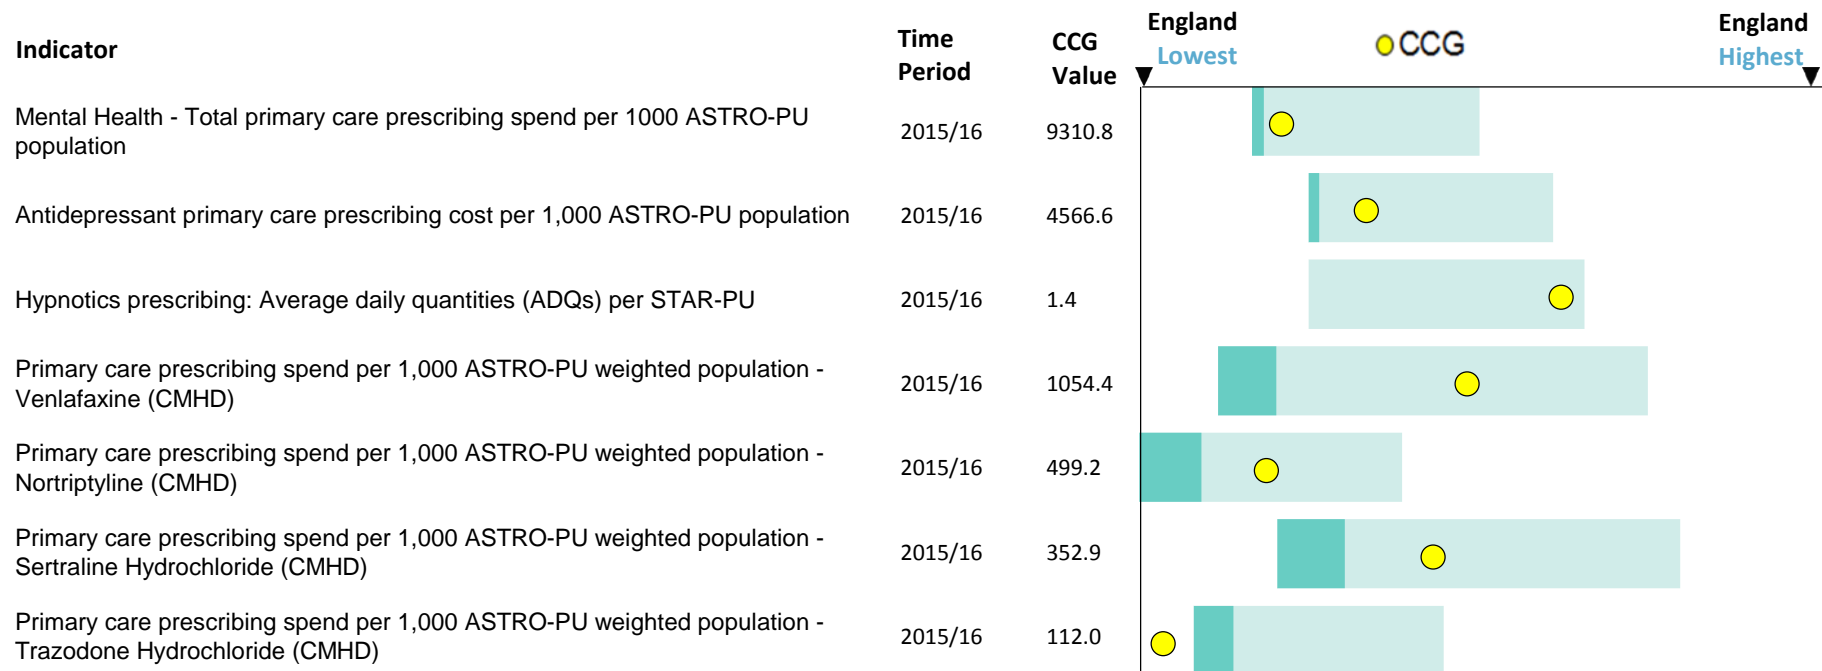 Indicator
Time
Period
CCG
Value
England
Lowest
CCG
England
Highest
Mental Health - Total primary care prescribing spend per 1000 ASTRO-PU
population
2015/16
9310.8
Antidepressant primary care prescribing cost per 1,000 ASTRO-PU population
2015/16
4566.6
Hypnotics prescribing: Average daily quantities (ADQs) per STAR-PU
2015/16
1.4
Primary care prescribing spend per 1,000 ASTRO-PU weighted population -
Venlafaxine (CMHD)
2015/16
1054.4
Primary care prescribing spend per 1,000 ASTRO-PU weighted population -
Nortriptyline (CMHD)
2015/16
499.2
Primary care prescribing spend per 1,000 ASTRO-PU weighted population -
Sertraline Hydrochloride (CMHD)
2015/16
352.9
Primary care prescribing spend per 1,000 ASTRO-PU weighted population -
Trazodone Hydrochloride (CMHD)
2015/16
112.0